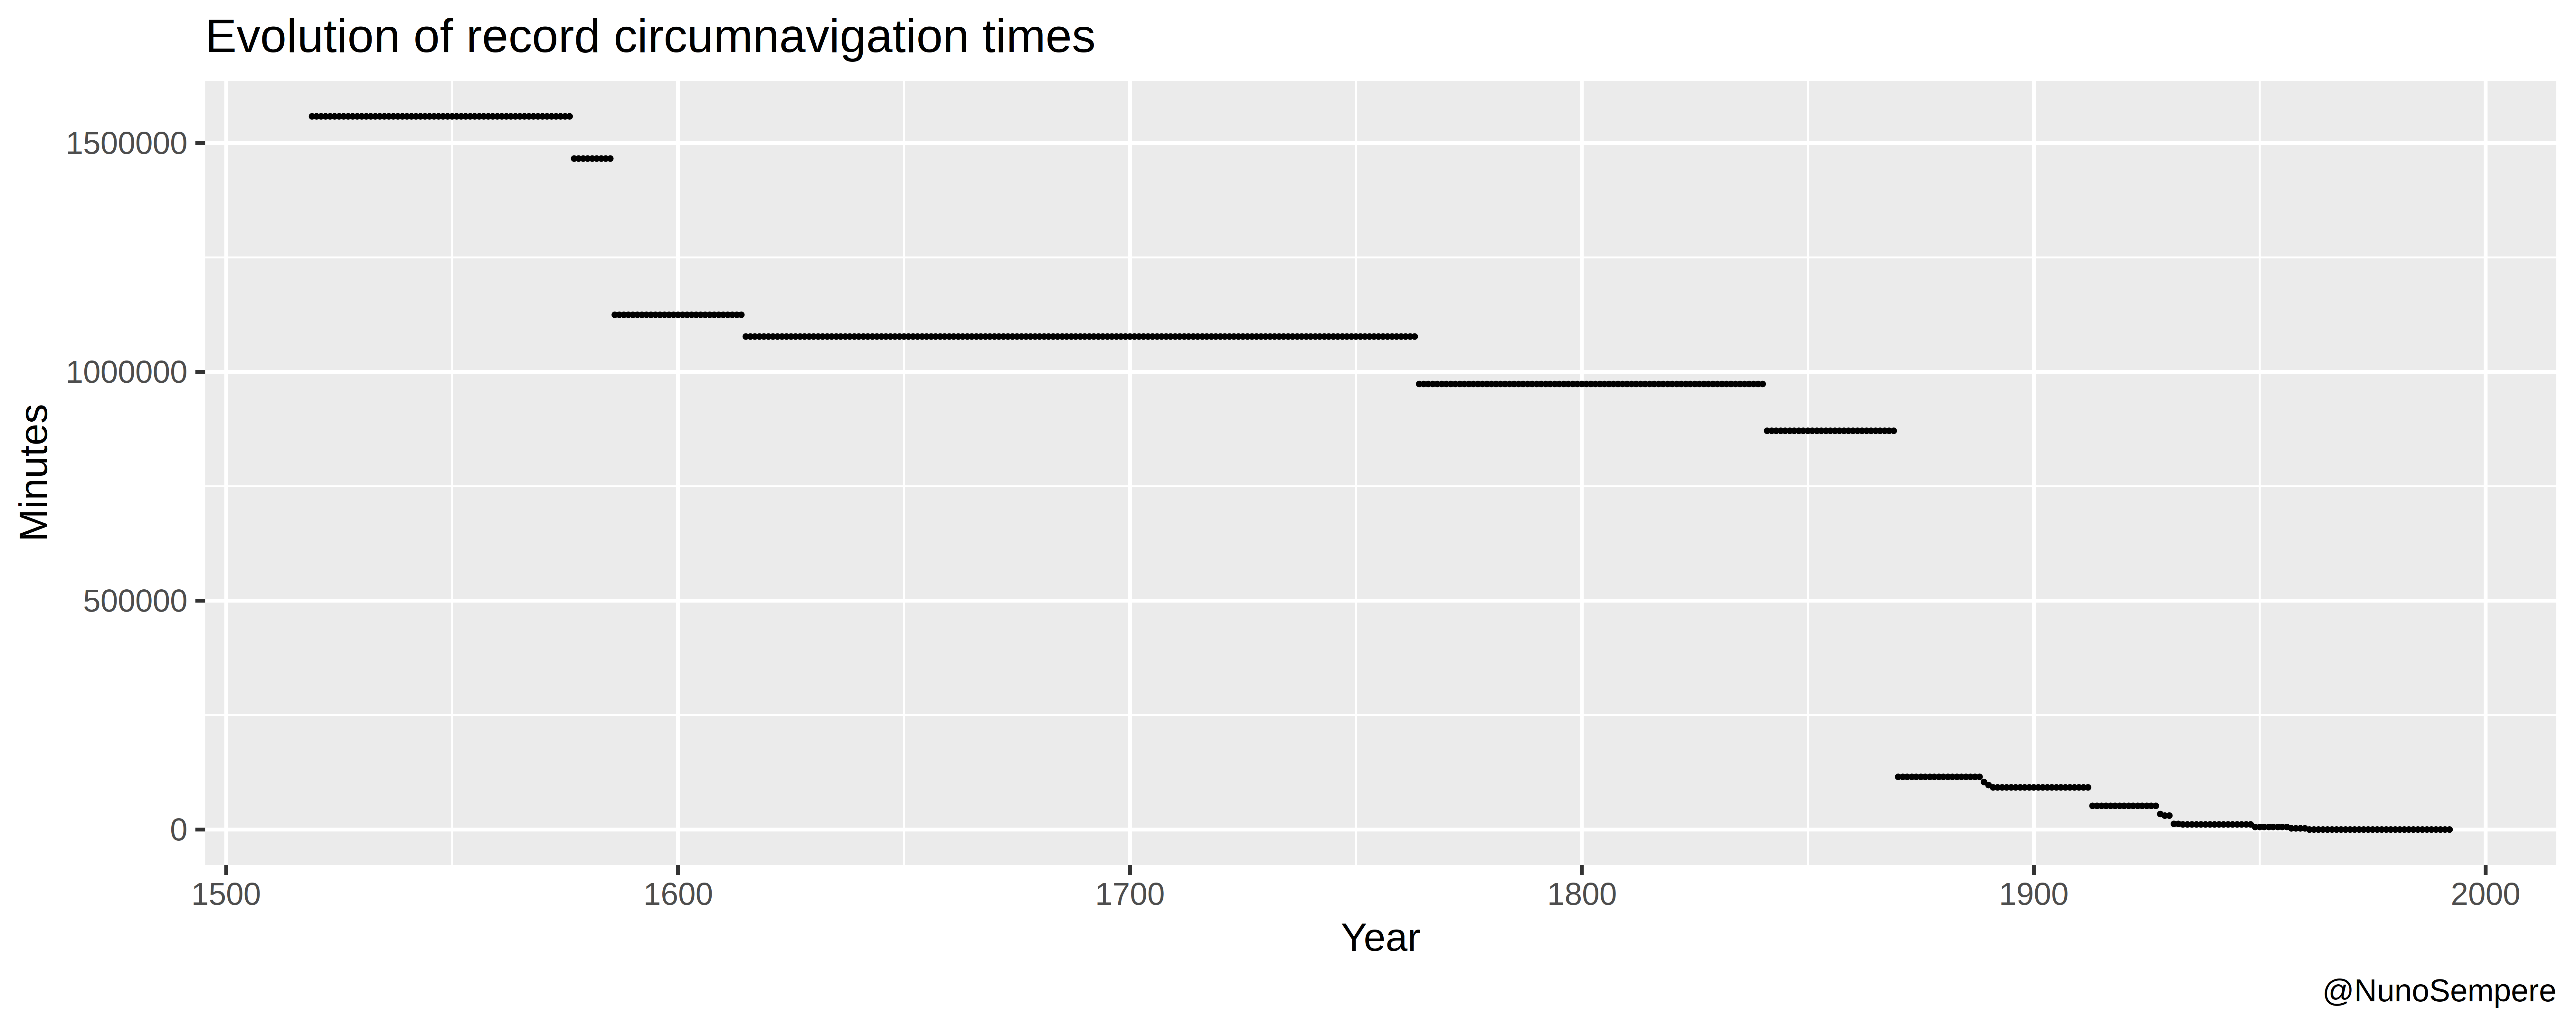 Evolution of record circumnavigation times
Minutes
1500000
1000000
500000
0
1500 1600 1700 1800 1900 2000
Year
@NunoSempere